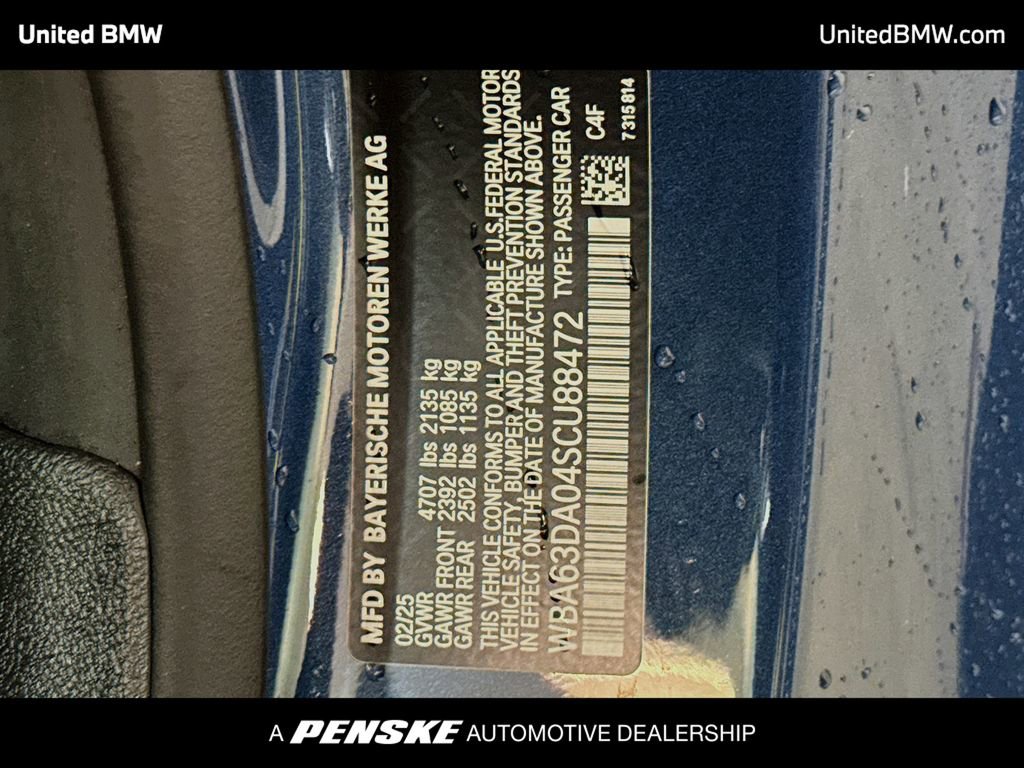 United BMW
UnitedBMW.com
MFD BY BAYERISCHE MOTOREN WERKE AG
02/25
GVWR 4707 lbs 2135 kg
GAWR FRONT 2392 lbs 1085 kg
GAWR REAR 2502 lbs 1135 kg
THIS VEHICLE CONFORMS TO ALL APPLICABLE U.S.FEDERAL MOTOR
VEHICLE SAFETY, BUMPER AND THEFT PREVENTION STANDARDS
IN EFFECT ON THE DATE OF MANUFACTURE SHOWN ABOVE.
WBA63DA04SCU88472 TYPE: PASSENGER CAR
C4F
7315814
A PENSKE AUTOMOTIVE DEALERSHIP